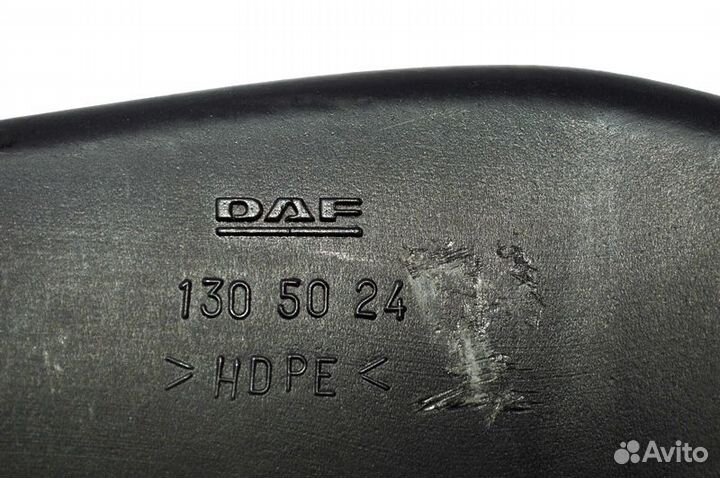 DAF
130 50 24
> HDPE <
Avito